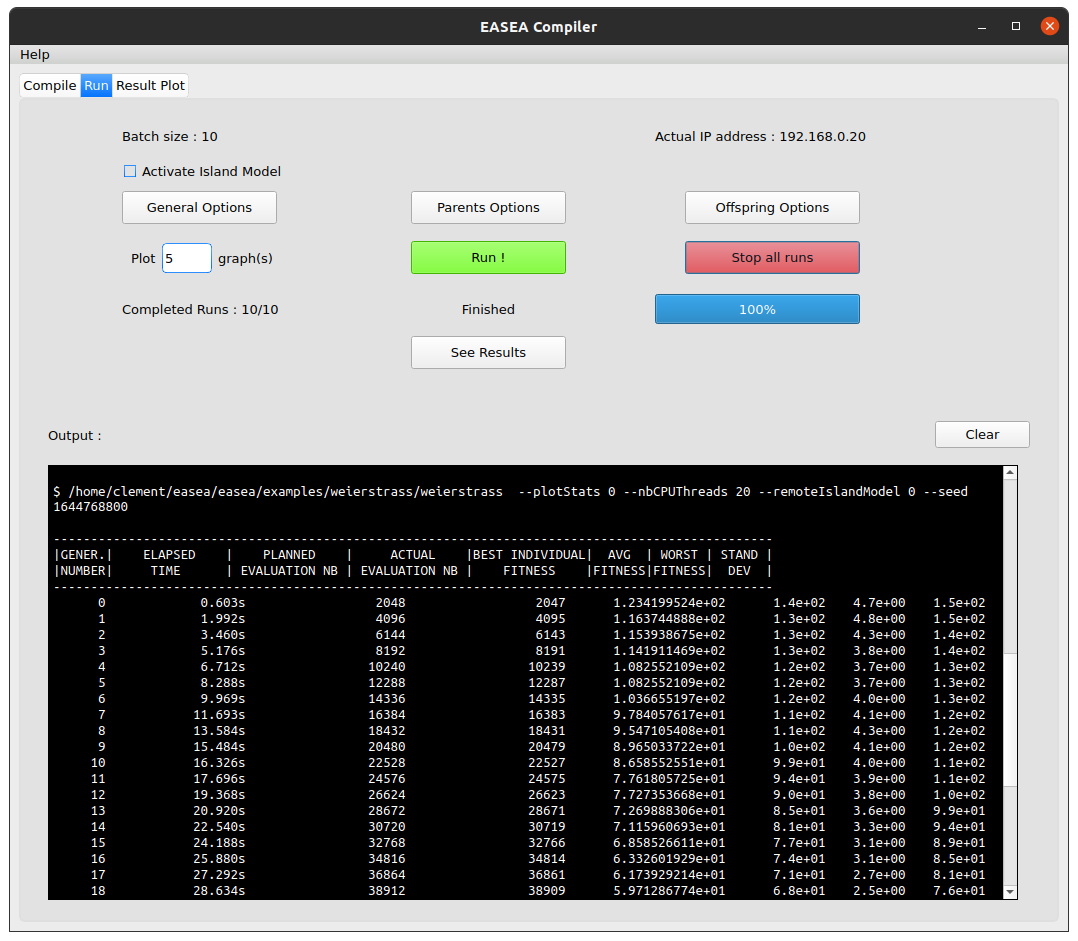 EASEA Compiler
Help
Compile Run Result Plot
Batch size : 10 Actual IP address : 192.168.0.20
Activate Island Model
General Options Parents Options Offspring Options
Plot 5 graph(s) Run ! Stop all runs
Completed Runs : 10/10 Finished 100%
See Results
Output : Clear
$ /home/clement/easea/easea/examples/weierstrass/weierstrass  --plotStats 0 --nbCPUThreads 20 --remoteIslandModel 0 --seed
1644768800
------------------------------------------------------------------------------------------------
|GENER.|    ELAPSED    |    PLANNED    |     ACTUAL    |BEST INDIVIDUAL|  AVG  | WORST | STAND |
|NUMBER|     TIME      | EVALUATION NB | EVALUATION NB |    FITNESS    |FITNESS|FITNESS|  DEV  |
------------------------------------------------------------------------------------------------
0 0.603s 2048 2047 1.234199524e+02 1.4e+02 4.7e+00 1.5e+02
1 1.992s 4096 4095 1.163744888e+02 1.3e+02 4.8e+00 1.5e+02
2 3.460s 6144 6143 1.153938675e+02 1.3e+02 4.3e+00 1.4e+02
3 5.176s 8192 8191 1.141911469e+02 1.3e+02 3.8e+00 1.4e+02
4 6.712s 10240 10239 1.082552109e+02 1.2e+02 3.7e+00 1.3e+02
5 8.288s 12288 12287 1.082552109e+02 1.2e+02 3.7e+00 1.3e+02
6 9.969s 14336 14335 1.036655197e+02 1.2e+02 4.0e+00 1.3e+02
7 11.693s 16384 16383 9.784057617e+01 1.1e+02 4.1e+00 1.2e+02
8 13.584s 18432 18431 9.547105408e+01 1.1e+02 4.3e+00 1.2e+02
9 15.484s 20480 20479 8.965033722e+01 1.0e+02 4.1e+00 1.2e+02
10 16.326s 22528 22527 8.658552551e+01 9.9e+01 4.0e+00 1.1e+02
11 17.696s 24576 24575 7.761805725e+01 9.4e+01 3.9e+00 1.1e+02
12 19.368s 26624 26623 7.727353668e+01 9.0e+01 3.8e+00 1.0e+02
13 20.920s 28672 28671 7.269888306e+01 8.5e+01 3.6e+00 9.9e+01
14 22.540s 30720 30719 7.115960693e+01 8.1e+01 3.3e+00 9.4e+01
15 24.188s 32768 32766 6.858526611e+01 7.7e+01 3.1e+00 8.9e+01
16 25.880s 34816 34814 6.332601929e+01 7.4e+01 3.1e+00 8.5e+01
17 27.292s 36864 36861 6.173929214e+01 7.1e+01 2.7e+00 8.1e+01
18 28.634s 38912 38909 5.971286774e+01 6.8e+01 2.5e+00 7.6e+01